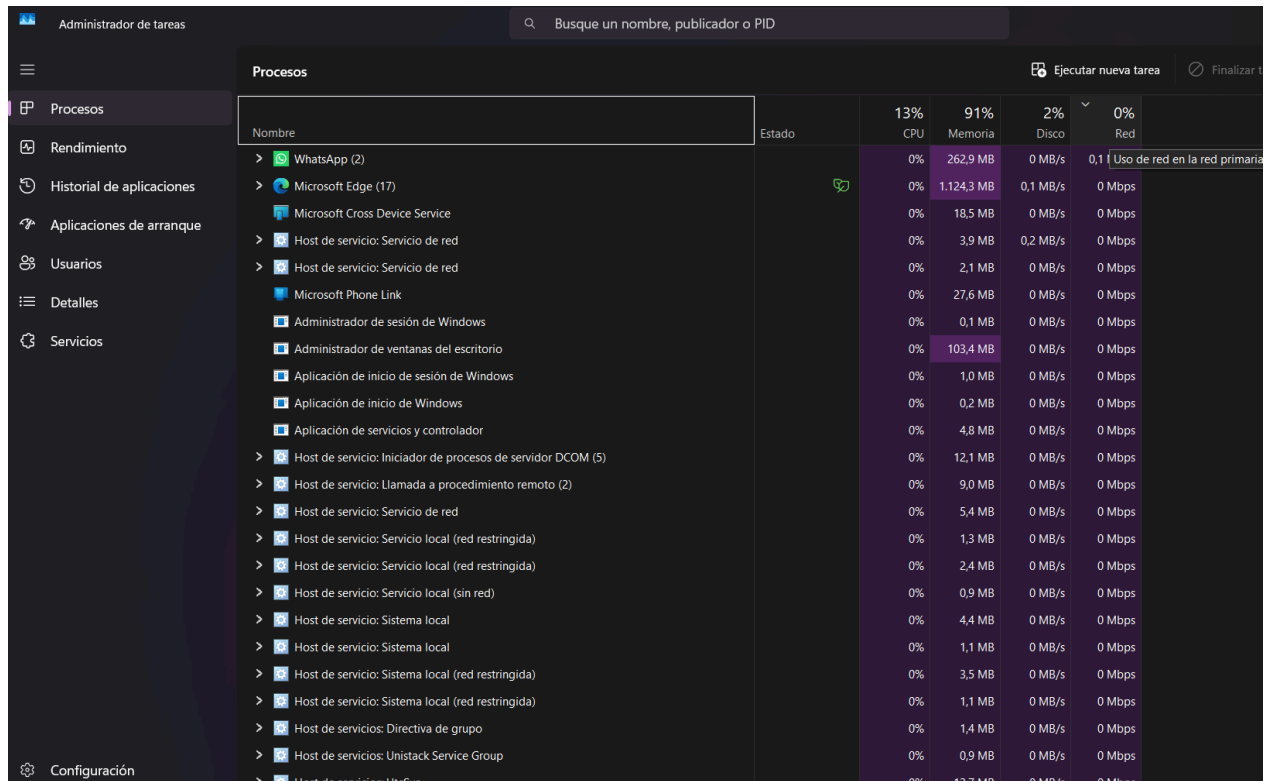 Administrador de tareas
Busque un nombre, publicador o PID
Procesos
Ejecutar nueva tarea
Finalizar t
Procesos
Rendimiento
Historial de aplicaciones
Aplicaciones de arranque
Usuarios
Detalles
Servicios
Configuración
13% 91% 2% 0%
Nombre Estado CPU Memoria Disco Red
WhatsApp (2) 0% 262,9 MB 0 MB/s 0,1
Uso de red en la red primaria
Microsoft Edge (17) 0% 1.124,3 MB 0,1 MB/s 0 Mbps
Microsoft Cross Device Service 0% 18,5 MB 0 MB/s 0 Mbps
Host de servicio: Servicio de red 0% 3,9 MB 0,2 MB/s 0 Mbps
Host de servicio: Servicio de red 0% 2,1 MB 0 MB/s 0 Mbps
Microsoft Phone Link 0% 27,6 MB 0 MB/s 0 Mbps
Administrador de sesión de Windows 0% 0,1 MB 0 MB/s 0 Mbps
Administrador de ventanas del escritorio 0% 103,4 MB 0 MB/s 0 Mbps
Aplicación de inicio de sesión de Windows 0% 1,0 MB 0 MB/s 0 Mbps
Aplicación de inicio de Windows 0% 0,2 MB 0 MB/s 0 Mbps
Aplicación de servicios y controlador 0% 4,8 MB 0 MB/s 0 Mbps
Host de servicio: Iniciador de procesos de servidor DCOM (5) 0% 12,1 MB 0 MB/s 0 Mbps
Host de servicio: Llamada a procedimiento remoto (2) 0% 9,0 MB 0 MB/s 0 Mbps
Host de servicio: Servicio de red 0% 5,4 MB 0 MB/s 0 Mbps
Host de servicio: Servicio local (red restringida) 0% 1,3 MB 0 MB/s 0 Mbps
Host de servicio: Servicio local (red restringida) 0% 2,4 MB 0 MB/s 0 Mbps
Host de servicio: Servicio local (sin red) 0% 0,9 MB 0 MB/s 0 Mbps
Host de servicio: Sistema local 0% 4,4 MB 0 MB/s 0 Mbps
Host de servicio: Sistema local 0% 1,1 MB 0 MB/s 0 Mbps
Host de servicio: Sistema local (red restringida) 0% 3,5 MB 0 MB/s 0 Mbps
Host de servicio: Sistema local (red restringida) 0% 1,1 MB 0 MB/s 0 Mbps
Host de servicios: Directiva de grupo 0% 1,4 MB 0 MB/s 0 Mbps
Host de servicios: Unistack Service Group 0% 0,9 MB 0 MB/s 0 Mbps